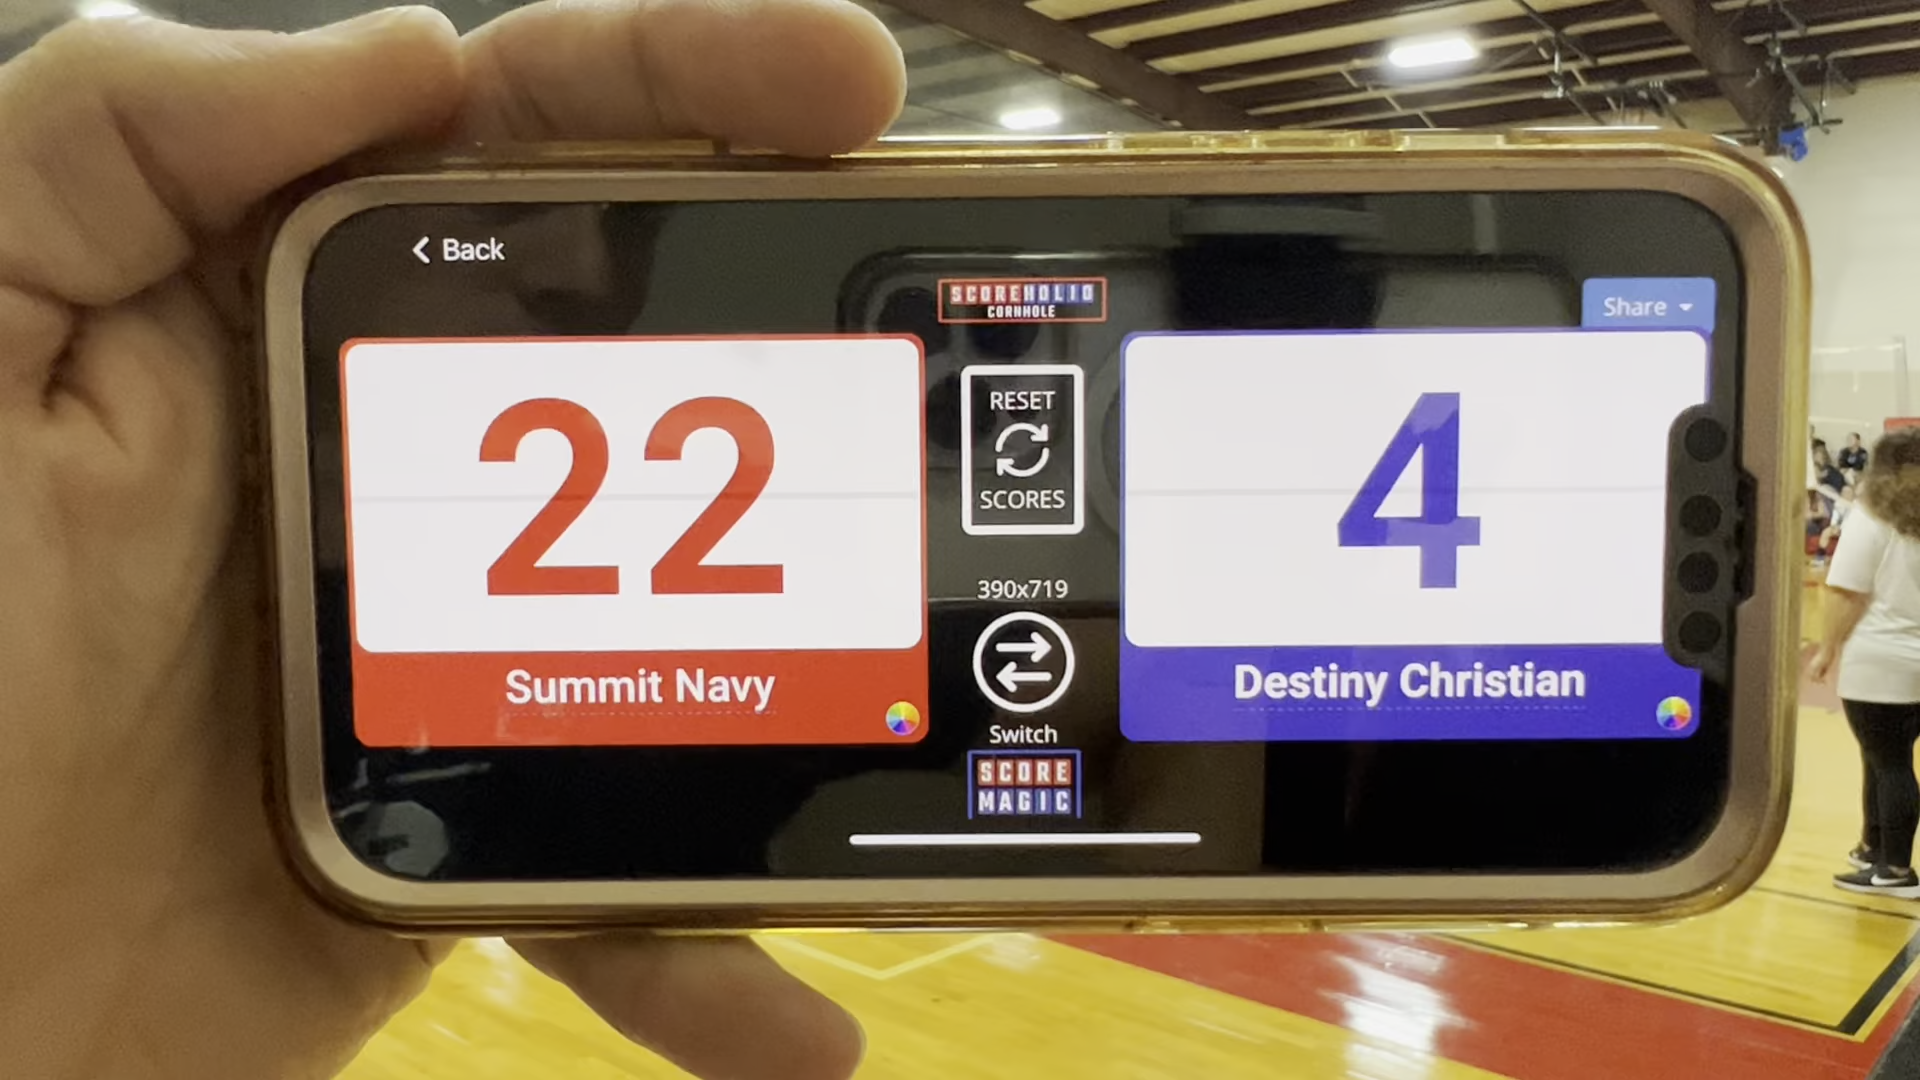 Back
SCOREHOLIO
CORNHOLE
Share
22
RESET
SCORES
4
390x719
Summit Navy
Destiny Christian
Switch
SCORE
MAGIC